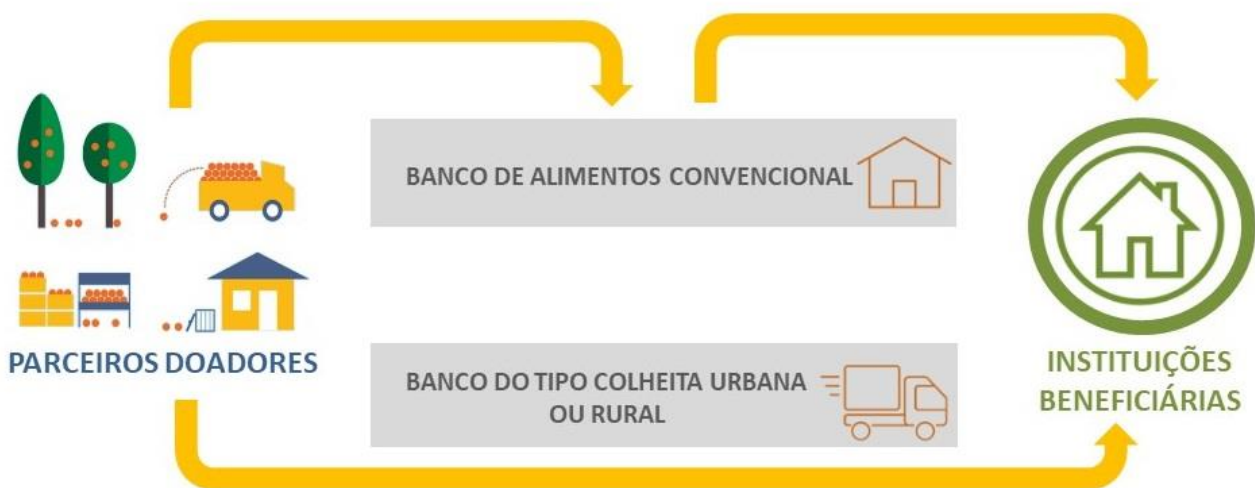 BANCO DE ALIMENTOS CONVENCIONAL
PARCEIROS DOADORES
BANCO DO TIPO COLHEITA URBANA
OU RURAL
INSTITUIÇÕES
BENEFICIÁRIAS